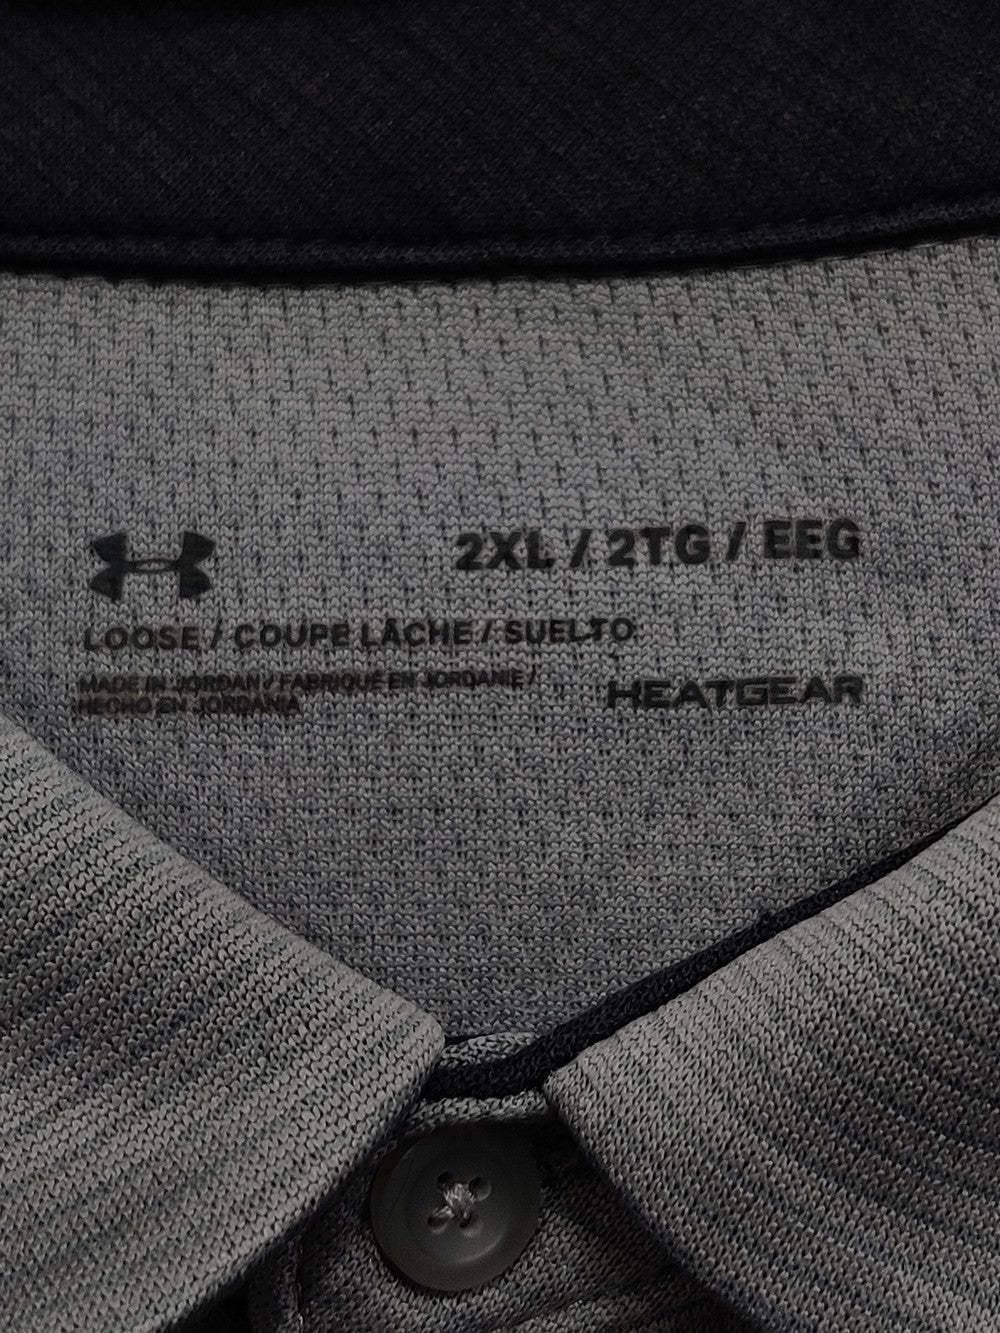 2XL / 2TG / EEG
LOOSE / COUPE LÂCHE / SUELTO
MADE IN JORDAN / FABRIQUÉ EN JORDANIE /
HECHO EN JORDANIA
HEATGEAR